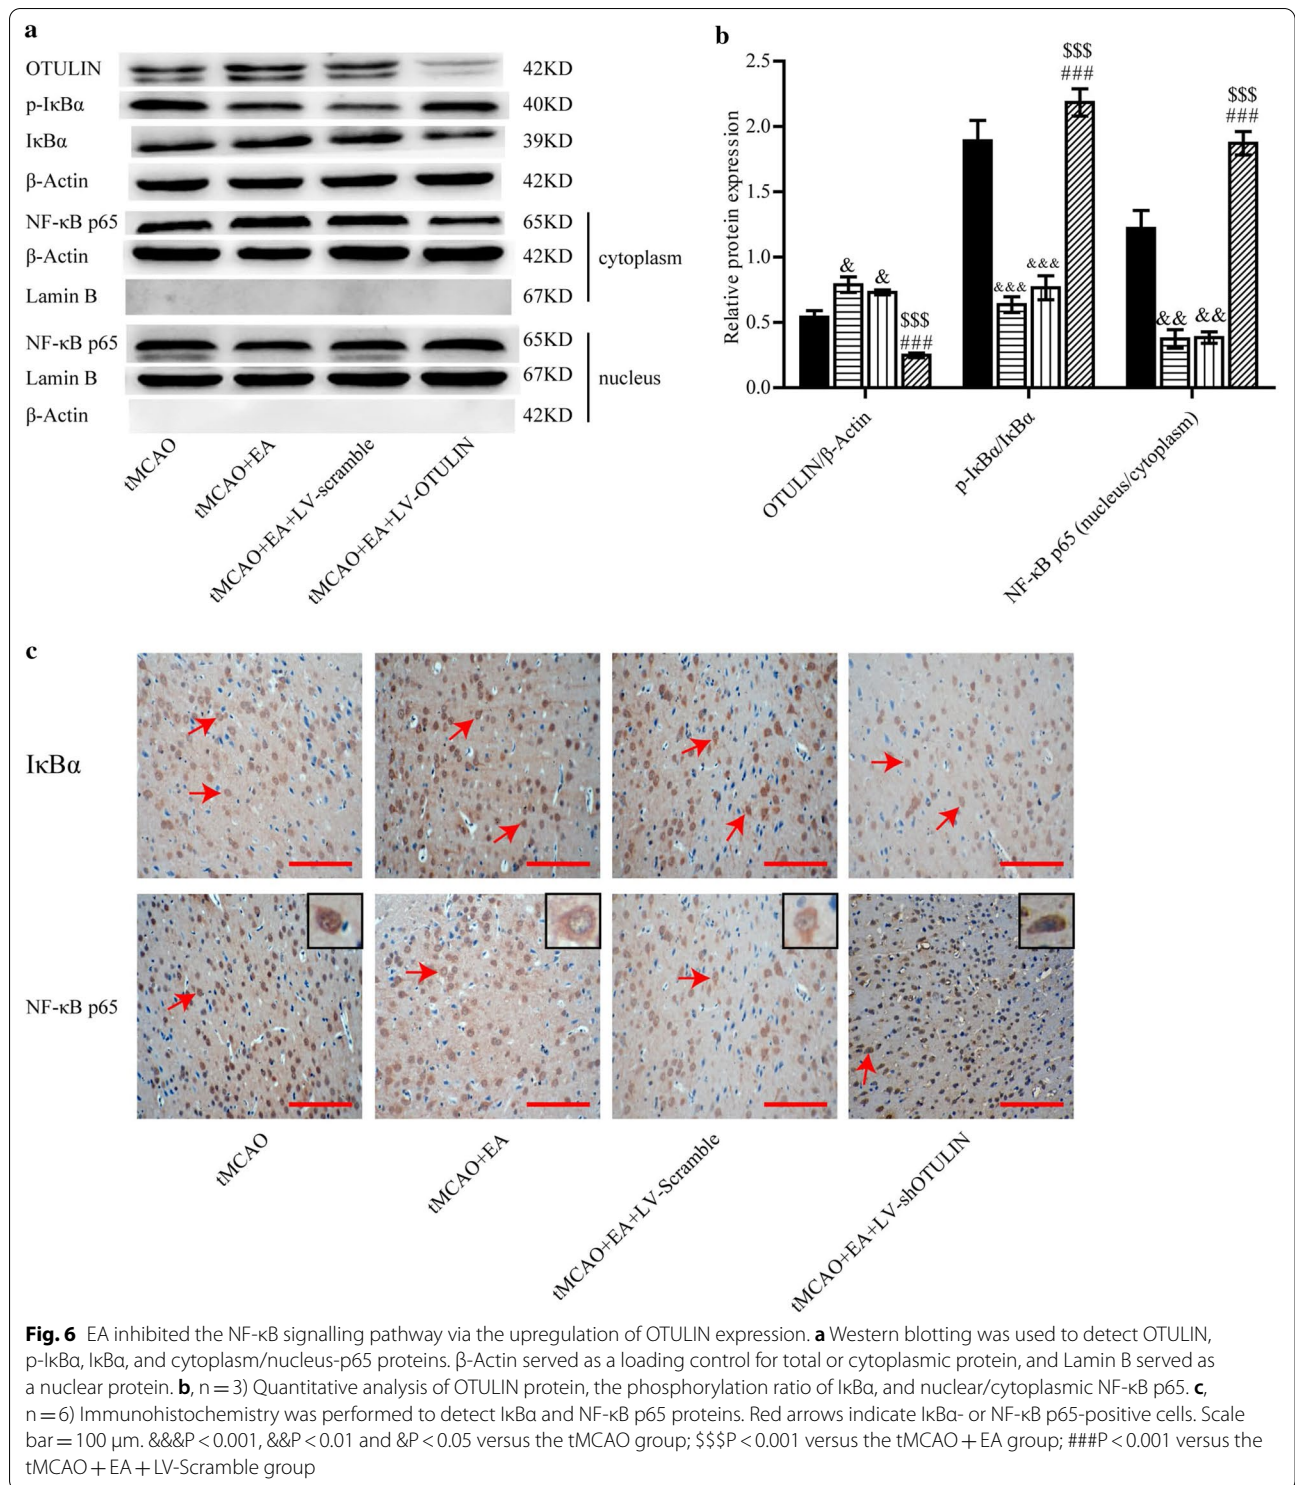 a
OTULIN 42KD
p-IκBα 40KD
IκBα 39KD
β-Actin 42KD
NF-κB p65 65KD
β-Actin 42KD cytoplasm
Lamin B 67KD
NF-κB p65 65KD
Lamin B 67KD nucleus
β-Actin 42KD
tMCAO
tMCAO+EA
tMCAO+EA+LV-scramble
tMCAO+EA+LV-OTULIN
b
Relative protein expression
2.5
2.0
1.5
1.0
0.5
0.0
&
&
$$$
###
&&&
&&&
$$$
###
&&
&&
$$$
###
OTULIN/β-Actin
p-IκBα/IκBα
NF-κB p65 (nucleus/cytoplasm)
c
IκBα
NF-κB p65
tMCAO
tMCAO+EA
tMCAO+EA+LV-Scramble
tMCAO+EA+LV-shOTULIN
Fig. 6 EA inhibited the NF-κB signalling pathway via the upregulation of OTULIN expression. a Western blotting was used to detect OTULIN,
p-IκBα, IκBα, and cytoplasm/nucleus-p65 proteins. β-Actin served as a loading control for total or cytoplasmic protein, and Lamin B served as
a nuclear protein. b, n = 3) Quantitative analysis of OTULIN protein, the phosphorylation ratio of IκBα, and nuclear/cytoplasmic NF-κB p65. c,
n = 6) Immunohistochemistry was performed to detect IκBα and NF-κB p65 proteins. Red arrows indicate IκBα- or NF-κB p65-positive cells. Scale
bar = 100 μm. &&&P < 0.001, &&P < 0.01 and &P < 0.05 versus the tMCAO group; $$$P < 0.001 versus the tMCAO + EA group; ###P < 0.001 versus the
tMCAO + EA + LV-Scramble group